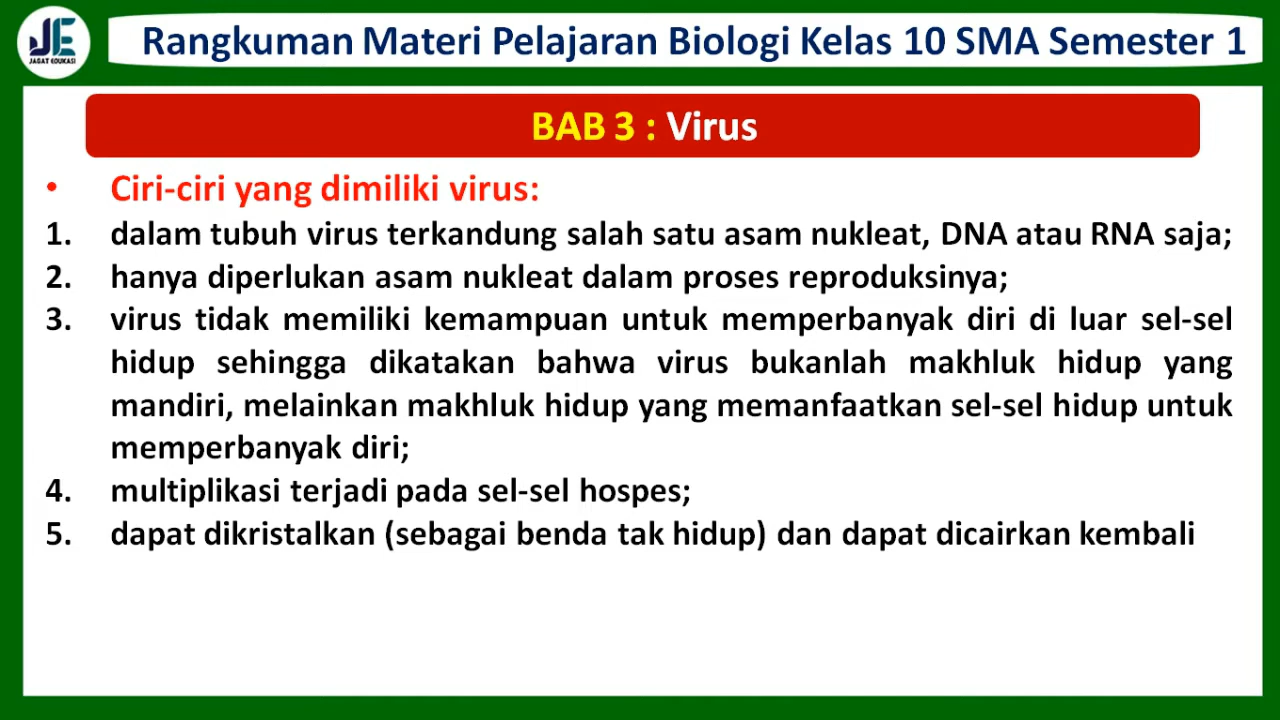 JE
JAGAT EDUKASI
Rangkuman Materi Pelajaran Biologi Kelas 10 SMA Semester 1
BAB 3 : Virus
• Ciri-ciri yang dimiliki virus:
1. dalam tubuh virus terkandung salah satu asam nukleat, DNA atau RNA saja;
2. hanya diperlukan asam nukleat dalam proses reproduksinya;
3. virus tidak memiliki kemampuan untuk memperbanyak diri di luar sel-sel
hidup sehingga dikatakan bahwa virus bukanlah makhluk hidup yang
mandiri, melainkan makhluk hidup yang memanfaatkan sel-sel hidup untuk
memperbanyak diri;
4. multiplikasi terjadi pada sel-sel hospes;
5. dapat dikristalkan (sebagai benda tak hidup) dan dapat dicairkan kembali